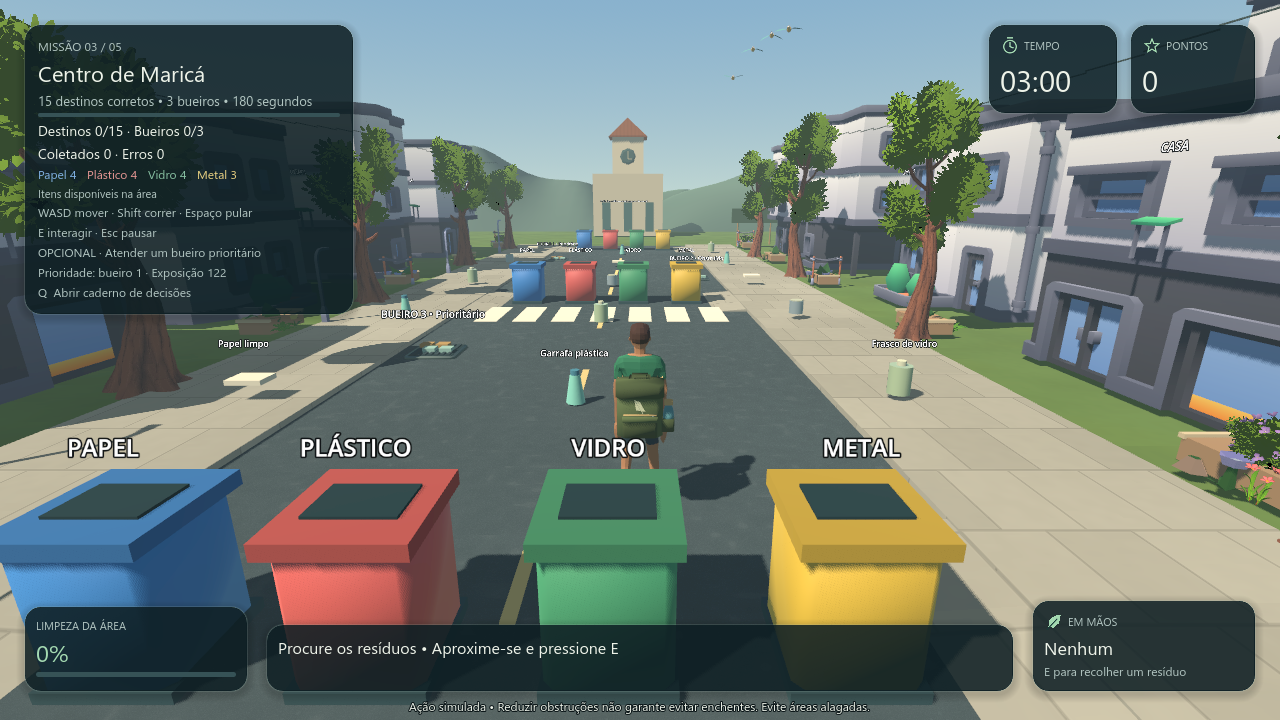 MISSÃO 03 / 05
Centro de Maricá
15 destinos corretos • 3 bueiros • 180 segundos
Destinos 0/15 · Bueiros 0/3
Coletados 0 · Erros 0
Papel 4 Plástico 4 Vidro 4 Metal 3
Itens disponíveis na área
WASD mover · Shift correr · Espaço pular
E interagir · Esc pausar
OPCIONAL · Atender um bueiro prioritário
Prioridade: bueiro 1 · Exposição 122
Q Abrir caderno de decisões
TEMPO
03:00
PONTOS
0
CASA
BUEIRO 3 • Prioritário
Papel limpo
Garrafa plástica
Frasco de vidro
PAPEL
PLÁSTICO
VIDRO
METAL
LIMPEZA DA ÁREA
0%
Procure os resíduos • Aproxime-se e pressione E
EM MÃOS
Nenhum
E para recolher um resíduo
Ação simulada • Reduzir obstruções não garante evitar enchentes. Evite áreas alagadas.